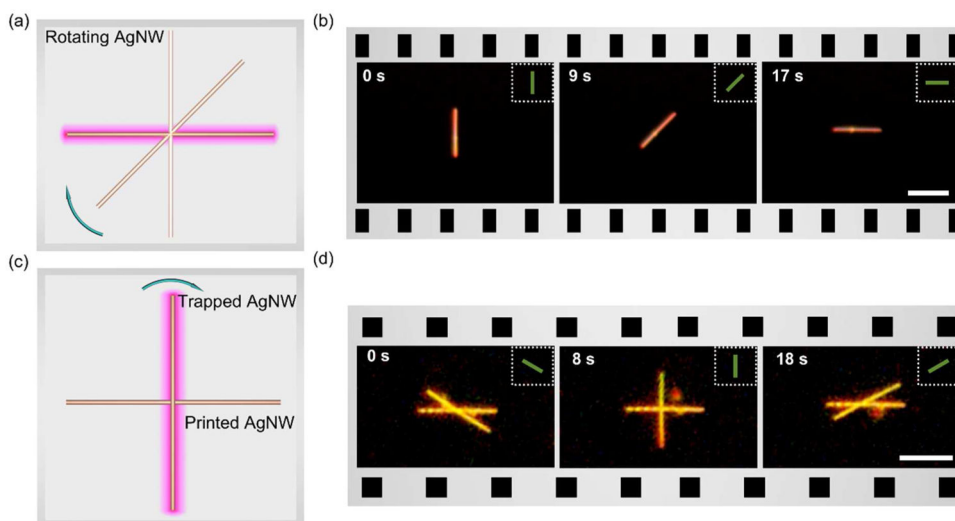 (a)
Rotating AgNW
(b)
0 s
9 s
17 s
(c)
Trapped AgNW
Printed AgNW
(d)
0 s
8 s
18 s